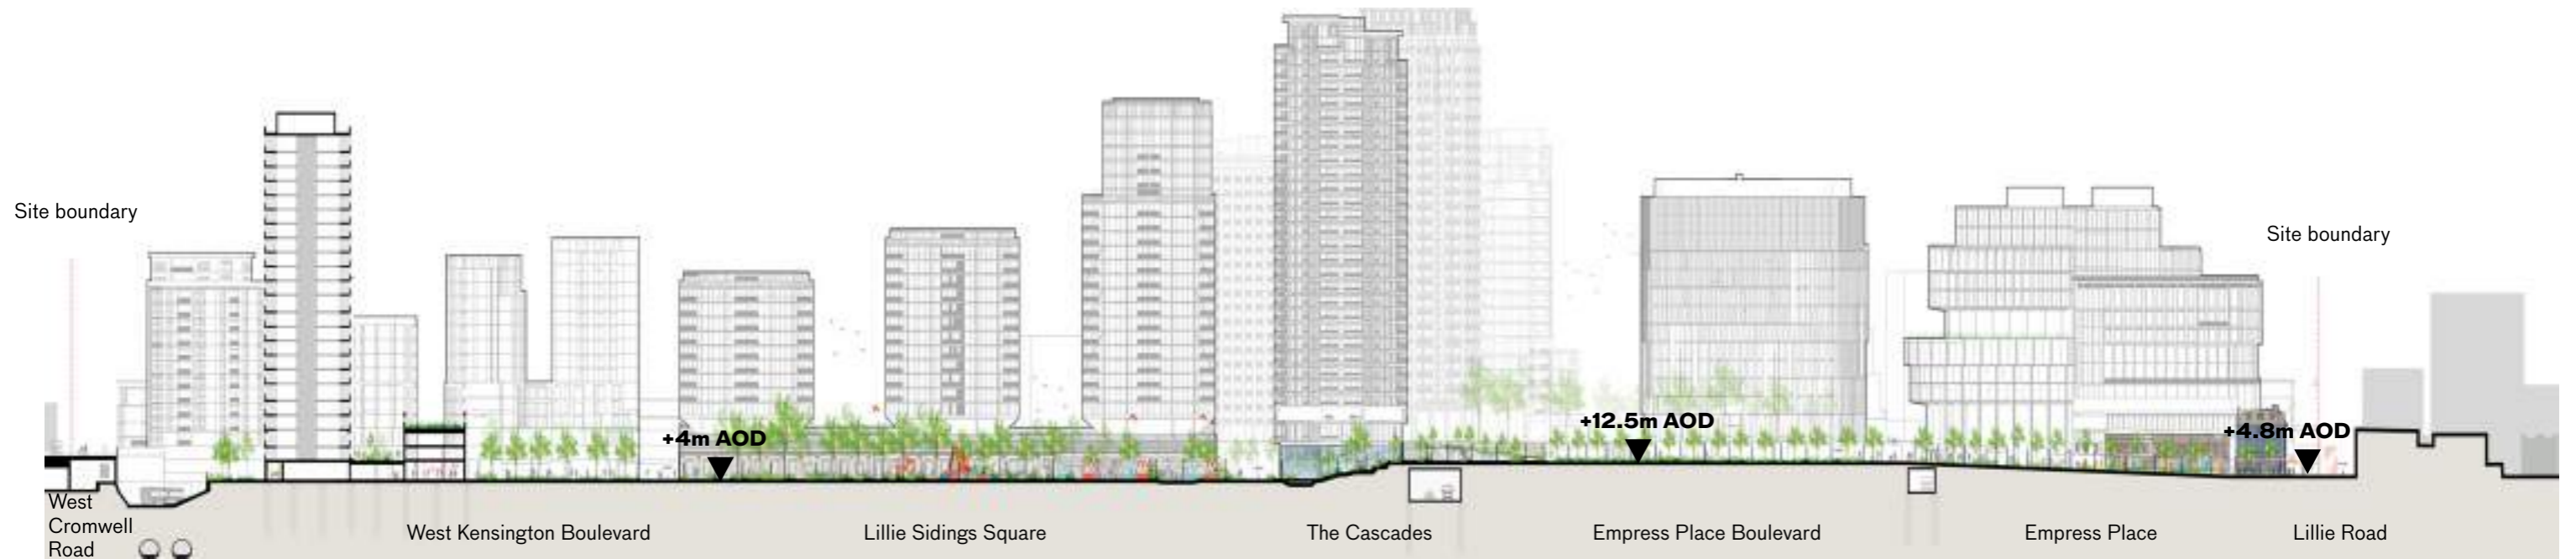 Site boundary
Site boundary
+4m AOD
+12.5m AOD
+4.8m AOD
West
Cromwell
Road
West Kensington Boulevard
Lillie Sidings Square
The Cascades
Empress Place Boulevard
Empress Place
Lillie Road